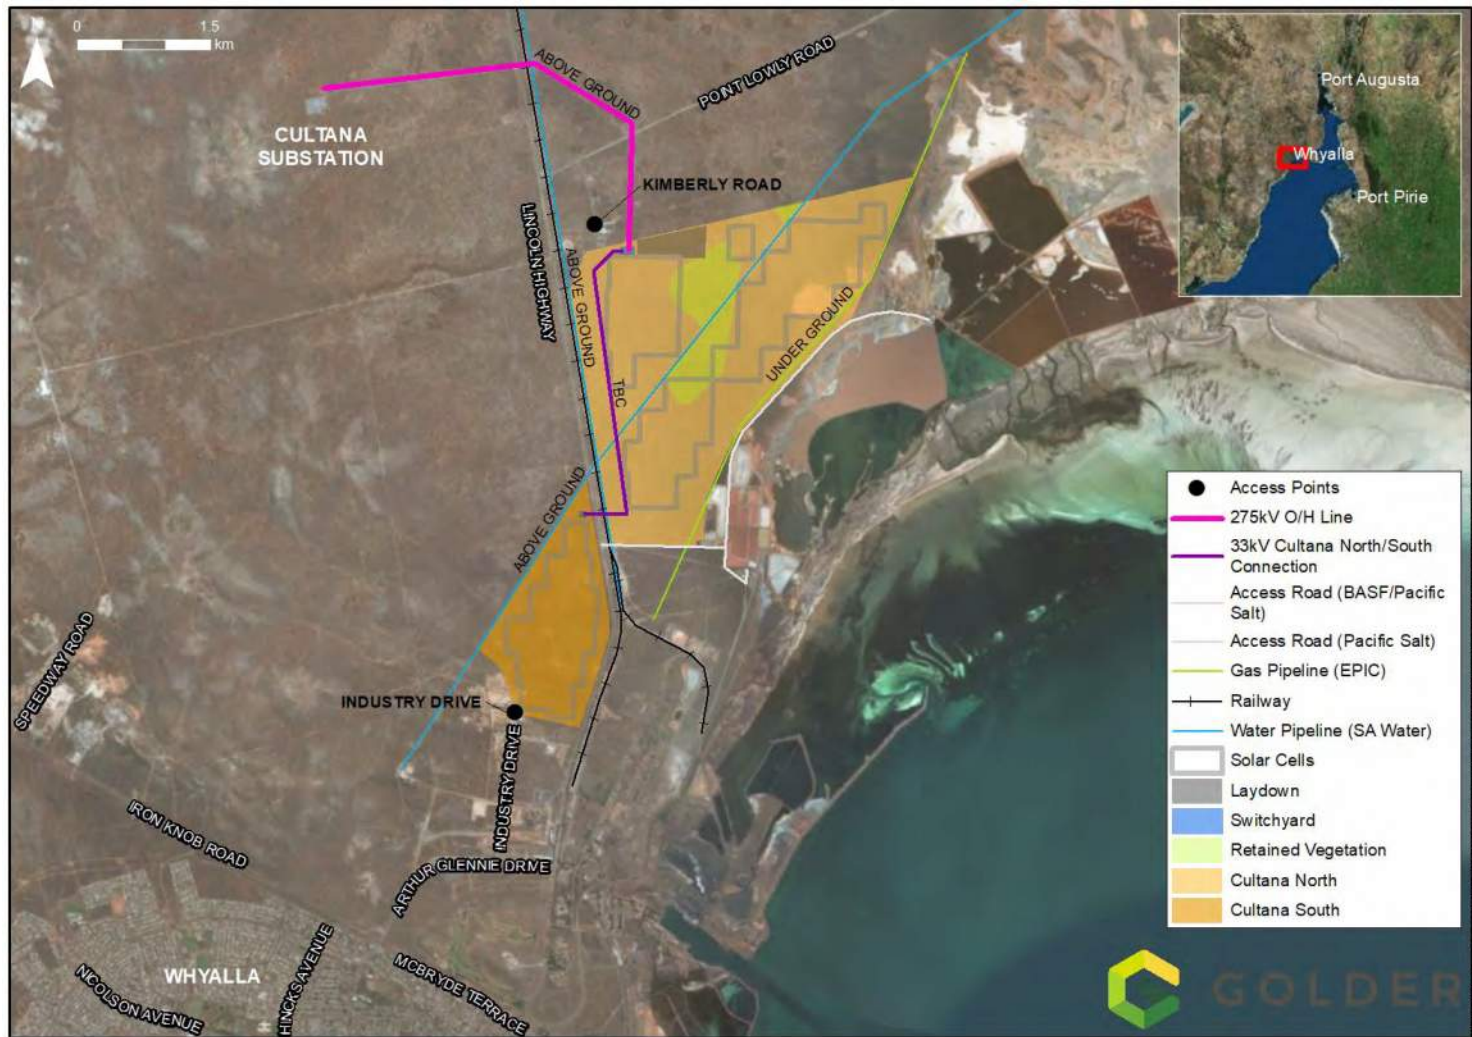 0 1.5
km
ABOVE GROUND
POINT LOWLY ROAD
CULTANA
SUBSTATION
KIMBERLY ROAD
LINCOLN HIGHWAY
ABOVE GROUND
TBC
UNDER GROUND
ABOVE GROUND
SPEEDWAY ROAD
INDUSTRY DRIVE
INDUSTRY DRIVE
IRON KNOB ROAD
ARTHUR GLENNIE DRIVE
WHYALLA
NICOLSON AVENUE
HINCKS AVENUE
MCBRYDE TERRACE
Port Augusta
Whyalla
Port Pirie
Access Points
275kV O/H Line
33kV Cultana North/South
Connection
Access Road (BASF/Pacific
Salt)
Access Road (Pacific Salt)
Gas Pipeline (EPIC)
Railway
Water Pipeline (SA Water)
Solar Cells
Laydown
Switchyard
Retained Vegetation
Cultana North
Cultana South
GOLDER